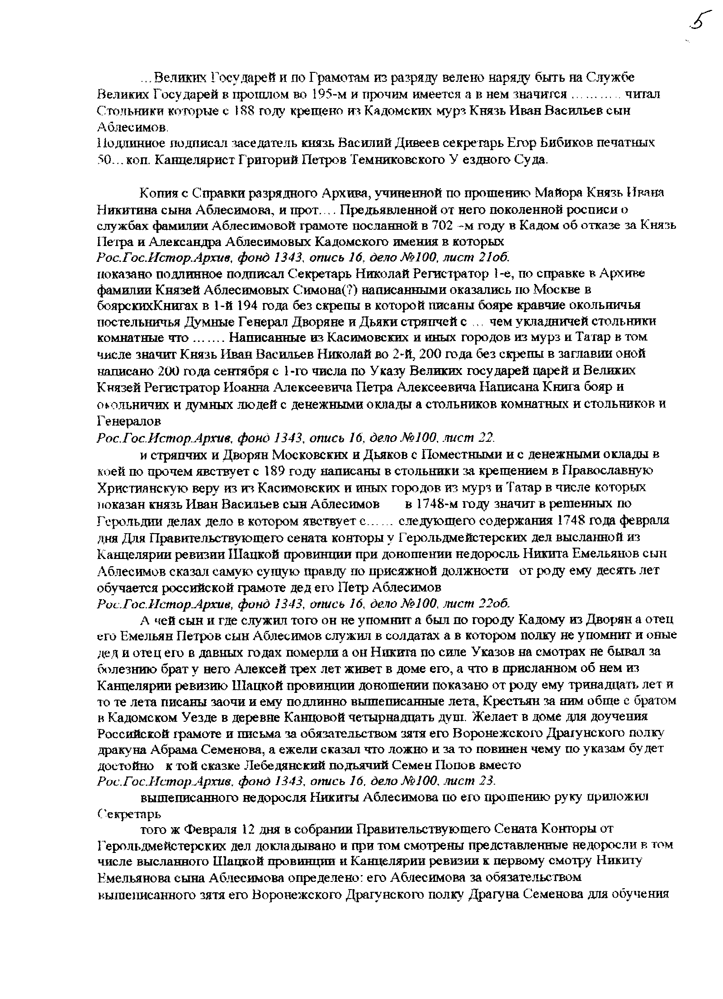 5
…Великих Государей и по Грамотам из разряду велено наряду быть на Службе
Великих Государей в прошлом во 195-м и прочим имеется а в нем значится ……….. читал
Стольники которые с 188 году крещено из Кадомских мурз Князь Иван Васильев сын
Аблесимов.
Подлинное подписал заседатель князь Василий Дивеев секретарь Егор Бибиков печатных
50…коп. Канцелярист Григорий Петров Темниковского У ездного Суда.
Копия с Справки разрядного Архива, учиненной по прошению Майора Князь Ивана
Никитина сына Аблесимова, и прот…. Предъявленной от него поколенной росписи о
службах фамилии Аблесимовой грамоте посланной в 702 –м году в Кадом об отказе за Князь
Петра и Александра Аблесимовых Кадомского имения в которых
Рос.Гос.Истор.Архив, фонд 1343, опись 16, дело №100, лист 21об.
показано подлинное подписал Секретарь Николай Регистратор 1-е, по справке в Архиве
фамилии Князей Аблесимовых Симона(?) написанными оказались по Москве в
боярскихКнигах в 1-й 194 года без скрепы в которой писаны бояре кравчие окольничья
постельничья Думные Генерал Дворяне и Дьяки стряпчей с … чем укладничей стольники
комнатные что ……. Написанные из Касимовских и иных городов из мурз и Татар в том
числе значит Князь Иван Васильев Николай во 2-й, 200 года без скрепы в заглавии оной
написано 200 года сентября с 1-го числа по Указу Великих государей царей и Великих
Князей Регистратор Иоанна Алексеевича Петра Алексеевича Написана Книга бояр и
окольничих и думных людей с денежными оклады а стольников комнатных и стольников и
Генералов
Рос.Гос.Истор.Архив, фонд 1343, опись 16, дело №100, лист 22.
и стряпчих и Дворян Московских и Дьяков с Поместными и с денежными оклады в
коей по прочем явствует с 189 году написаны в стольники за крещением в Православную
Христианскую веру из из Касимовских и иных городов из мурз и Татар в числе которых
показан князь Иван Васильев сын Аблесимов в 1748-м году значит в решенных по
Герольдии делах дело в котором явствует с…… следующего содержания 1748 года февраля
дня Для Правительствующего сената конторы у Герольдмейстерских дел высланной из
Канцелярии ревизии Шацкой провинции при доношении недоросль Никита Емельянов сын
Аблесимов сказал самую сущую правду по присяжной должности от роду ему десять лет
обучается российской грамоте дед его Петр Аблесимов
Рос.Гос.Истор.Архив, фонд 1343, опись 16, дело №100, лист 22об.
А чей сын и где служил того он не упомнит а был по городу Кадому из Дворян а отец
его Емельян Петров сын Аблесимов служил в солдатах а в котором полку не упомнит и оные
дед и отец его в давных годах померли а он Никита по силе Указов на смотрах не бывал за
болезнию брат у него Алексей трех лет живет в доме его, а что в присланном об нем из
Канцелярии ревизию Шацкой провинции доношении показано от роду ему тринадцать лет и
то те лета писаны заочи и ему подлинно вышеписанные лета, Крестьян за ним обще с братом
в Кадомском Уезде в деревне Канцовой четырнадцать душ. Желает в доме для доучения
Российской грамоте и письма за обязательством зятя его Воронежского Драгунского полку
дракуна Абрама Семенова, а ежели сказал что ложно и за то повинен чему по указам будет
достойно к той сказке Лебедянский подьячий Семен Попов вместо
Рос.Гос.Истор.Архив, фонд 1343, опись 16, дело №100, лист 23.
вышеписанного недоросля Никиты Аблесимова по его прошению руку приложил
Секретарь
того ж Февраля 12 дня в собрании Правительствующего Сената Конторы от
Герольдмейстерских дел докладывано и при том смотрены представленные недоросли в том
числе высланного Шацкой провинции и Канцелярии ревизии к первому смотру Никиту
Емельянова сына Аблесимова определено: его Аблесимова за обязательством
вышеписанного зятя его Воронежского Драгунского полку Драгуна Семенова для обучения